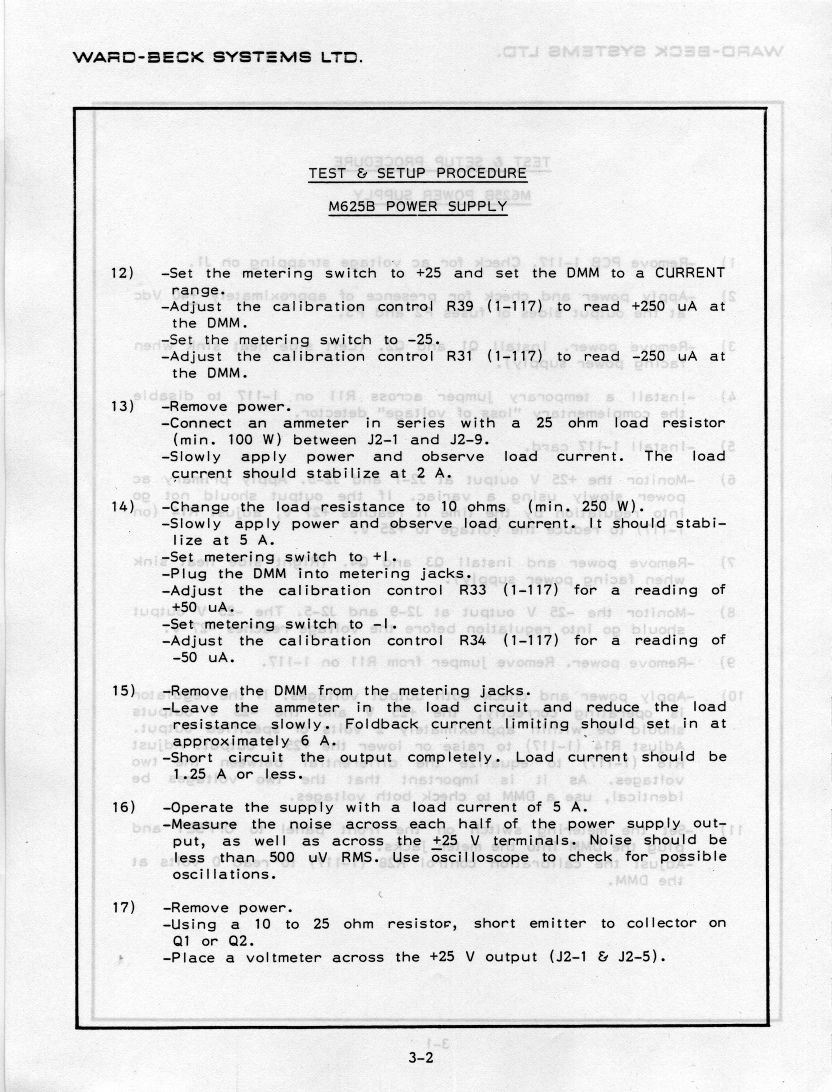 WARD-BECK SYSTEMS LTD.
TEST & SETUP PROCEDURE
M625B POWER SUPPLY
12) -Set the metering switch to +25 and set the DMM to a CURRENT
range.
-Adjust the calibration control R39 (1-117) to read +250 uA at
the DMM.
-Set the metering switch to -25.
-Adjust the calibration control R31 (1-117) to read -250 uA at
the DMM.
13) -Remove power.
-Connect an ammeter in series with a 25 ohm load resistor
(min. 100 W) between J2-1 and J2-9.
-Slowly apply power and observe load current. The load
current should stabilize at 2 A.
14) -Change the load resistance to 10 ohms (min. 250 W).
-Slowly apply power and observe load current. It should stabi-
lize at 5 A.
-Set metering switch to +I.
-Plug the DMM into metering jacks.
-Adjust the calibration control R33 (1-117) for a reading of
+50 uA.
-Set metering switch to -I.
-Adjust the calibration control R34 (1-117) for a reading of
-50 uA.
15) -Remove the DMM from the metering jacks.
-Leave the ammeter in the load circuit and reduce the load
resistance slowly. Foldback current limiting should set in at
approximately 6 A.
-Short circuit the output completely. Load current should be
1.25 A or less.
16) -Operate the supply with a load current of 5 A.
-Measure the noise across each half of the power supply out-
put, as well as across the ±25 V terminals. Noise should be
less than 500 uV RMS. Use oscilloscope to check for possible
oscillations.
17) -Remove power.
-Using a 10 to 25 ohm resistor, short emitter to collector on
Q1 or Q2.
-Place a voltmeter across the +25 V output (J2-1 & J2-5).
3-2